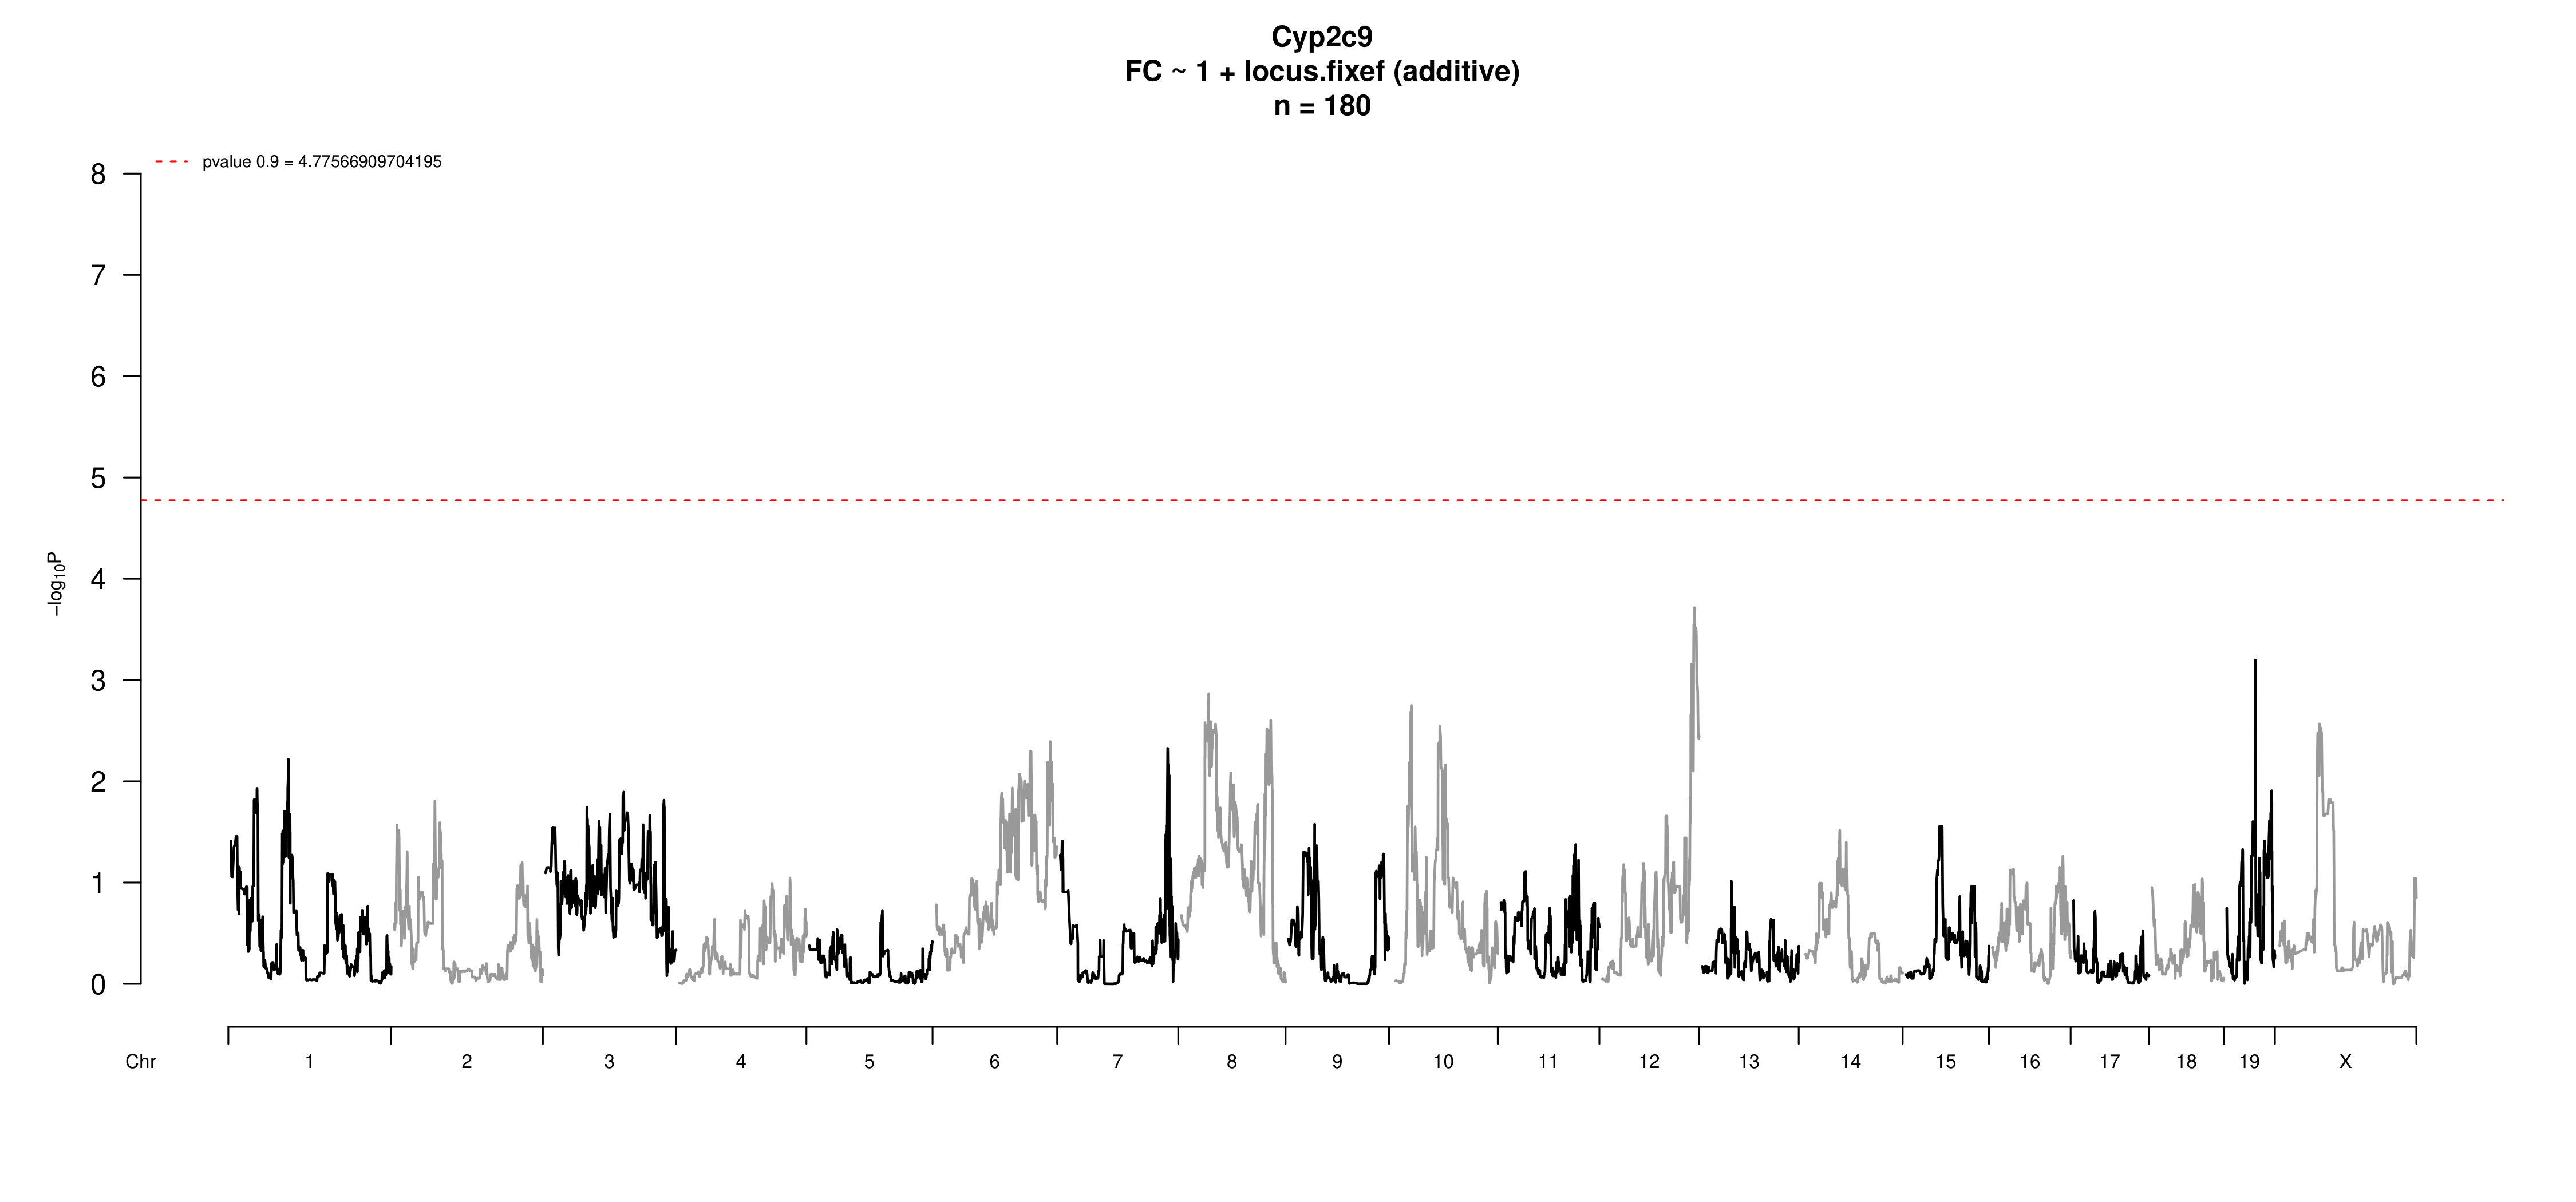 Cyp2c9
FC ~ 1 + locus.fixef (additive)
n = 180
pvalue 0.9 = 4.77566909704195
8
7
6
5
4
3
2
1
0
−log10P
Chr 1 2 3 4 5 6 7 8 9 10 11 12 13 14 15 16 17 18 19 X